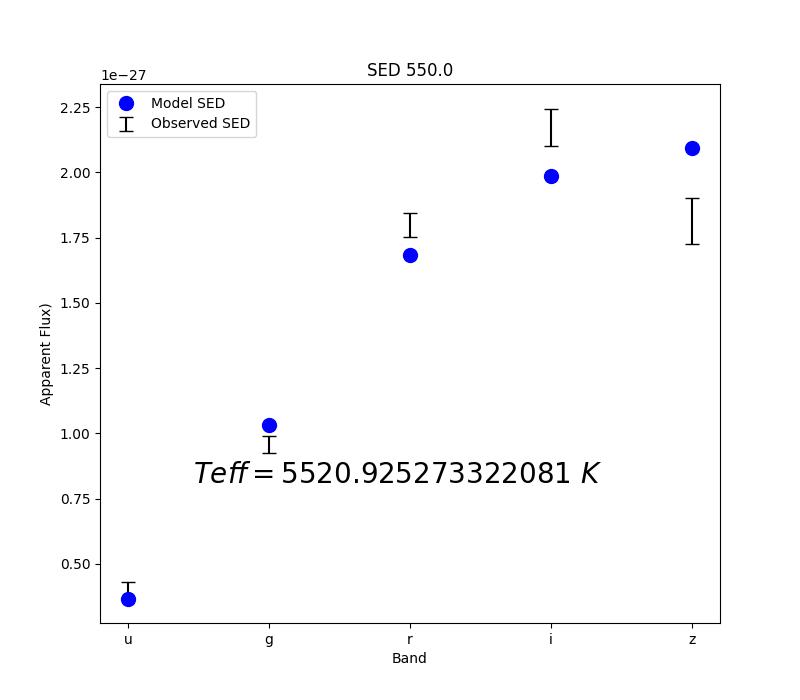 SED 550.0
1e−27
Model SED
Observed SED
2.25
2.00
1.75
1.50
1.25
1.00
0.75
0.50
Apparent Flux)
Teff = 5520.925273322081 K
u g r i z
Band